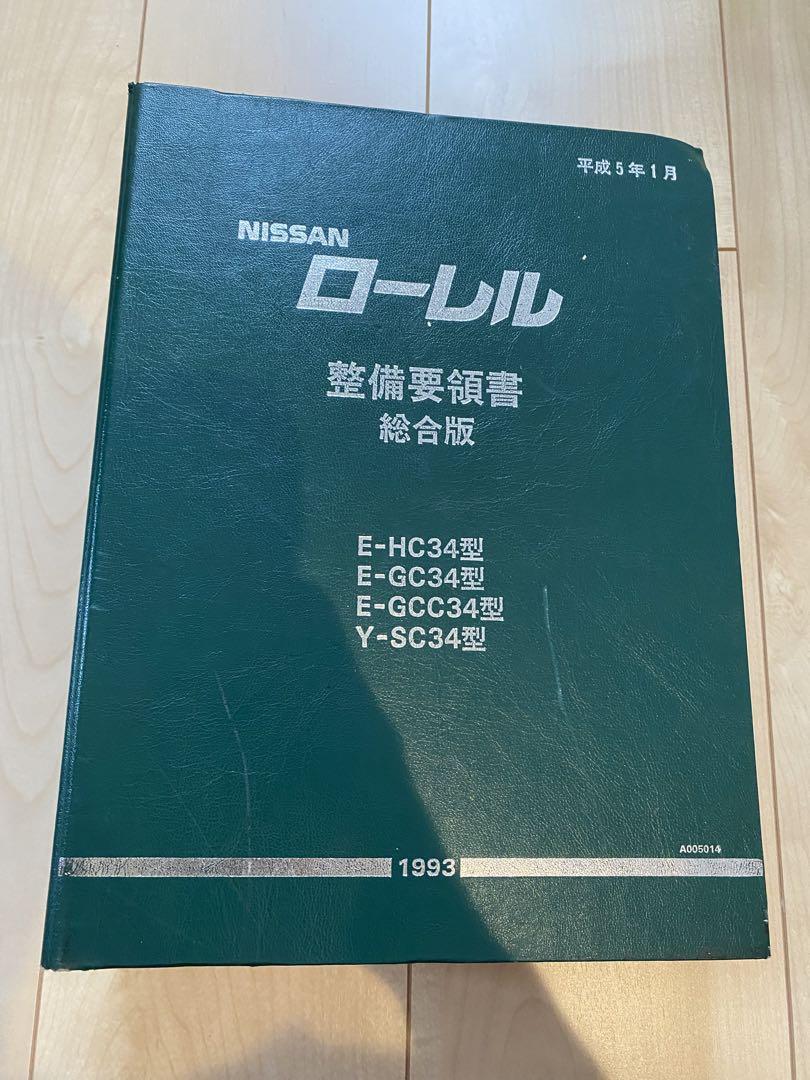 平成5年1月
NISSAN
ローレル
整備要領書
総合版
E-HC34型
E-GC34型
E-GCC34型
Y-SC34型
A005014
1993